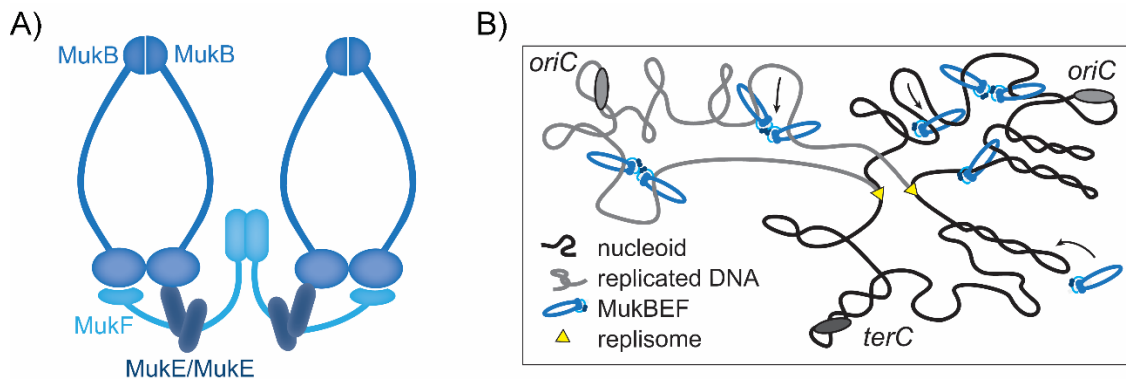 A)
MukB MukB
MukF
MukE/MukE
B)
oriC
oriC
nucleoid
replicated DNA
MukBEF
replisome
terC